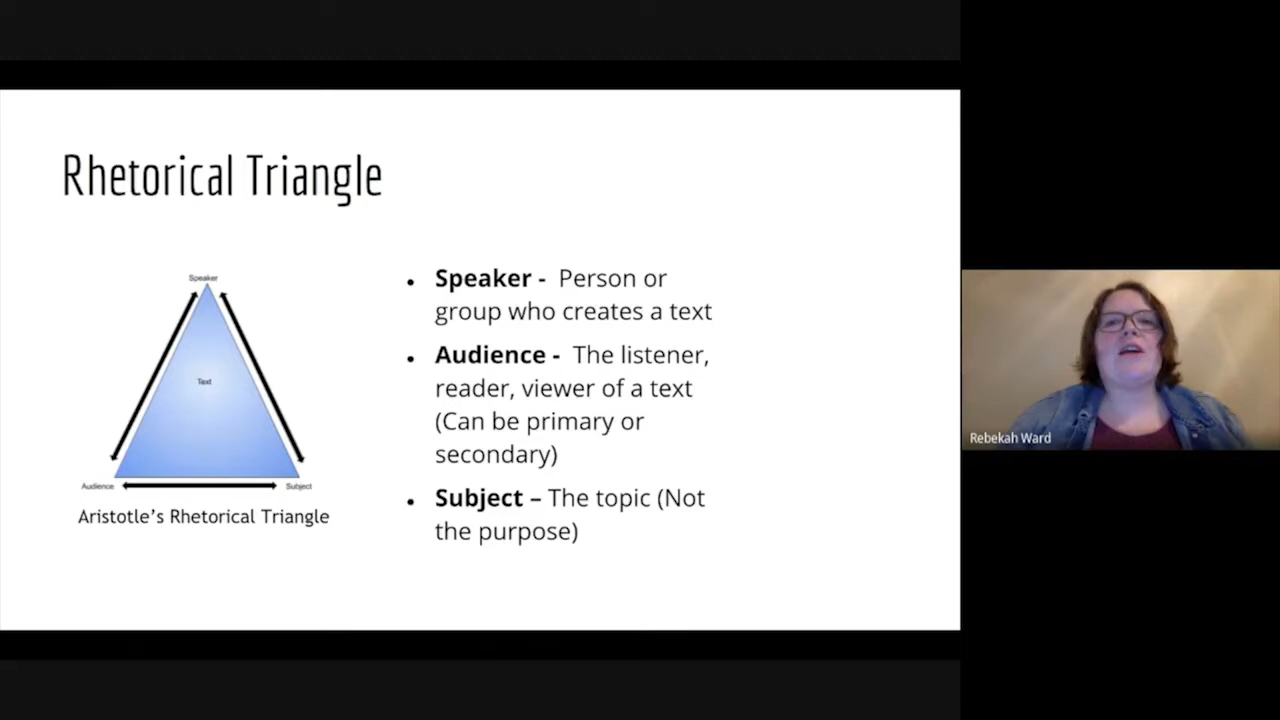 Rhetorical Triangle
Speaker
Text
Audience
Subject
Aristotle's Rhetorical Triangle
• Speaker -  Person or
group who creates a text
• Audience -  The listener,
reader, viewer of a text
(Can be primary or
secondary)
• Subject – The topic (Not
the purpose)
Rebekah Ward